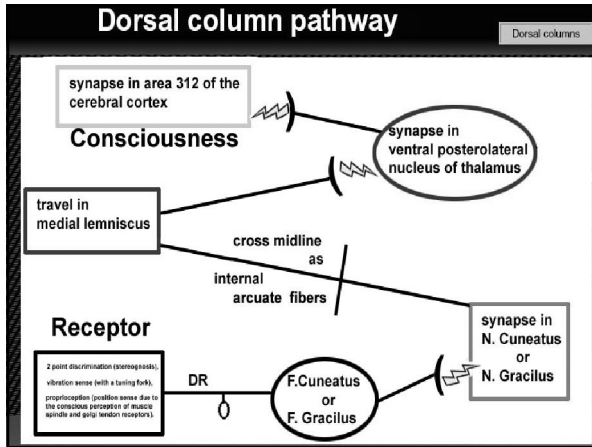 Dorsal column pathway
Dorsal columns
synapse in area 312 of the
cerebral cortex
Consciousness
synapse in
ventral posterolateral
nucleus of thalamus
travel in
medial lemniscus
cross midline
as
internal
arcuate fibers
Receptor
2 point discrimination (stereognosis),
vibration sense (with a tuning fork),
proprioception (position sense due to
the conscious perception of muscle
spindle and golgi tendon receptors).
DR
F.Cuneatus
or
F. Gracilus
synapse in
N. Cuneatus
or
N. Gracilus